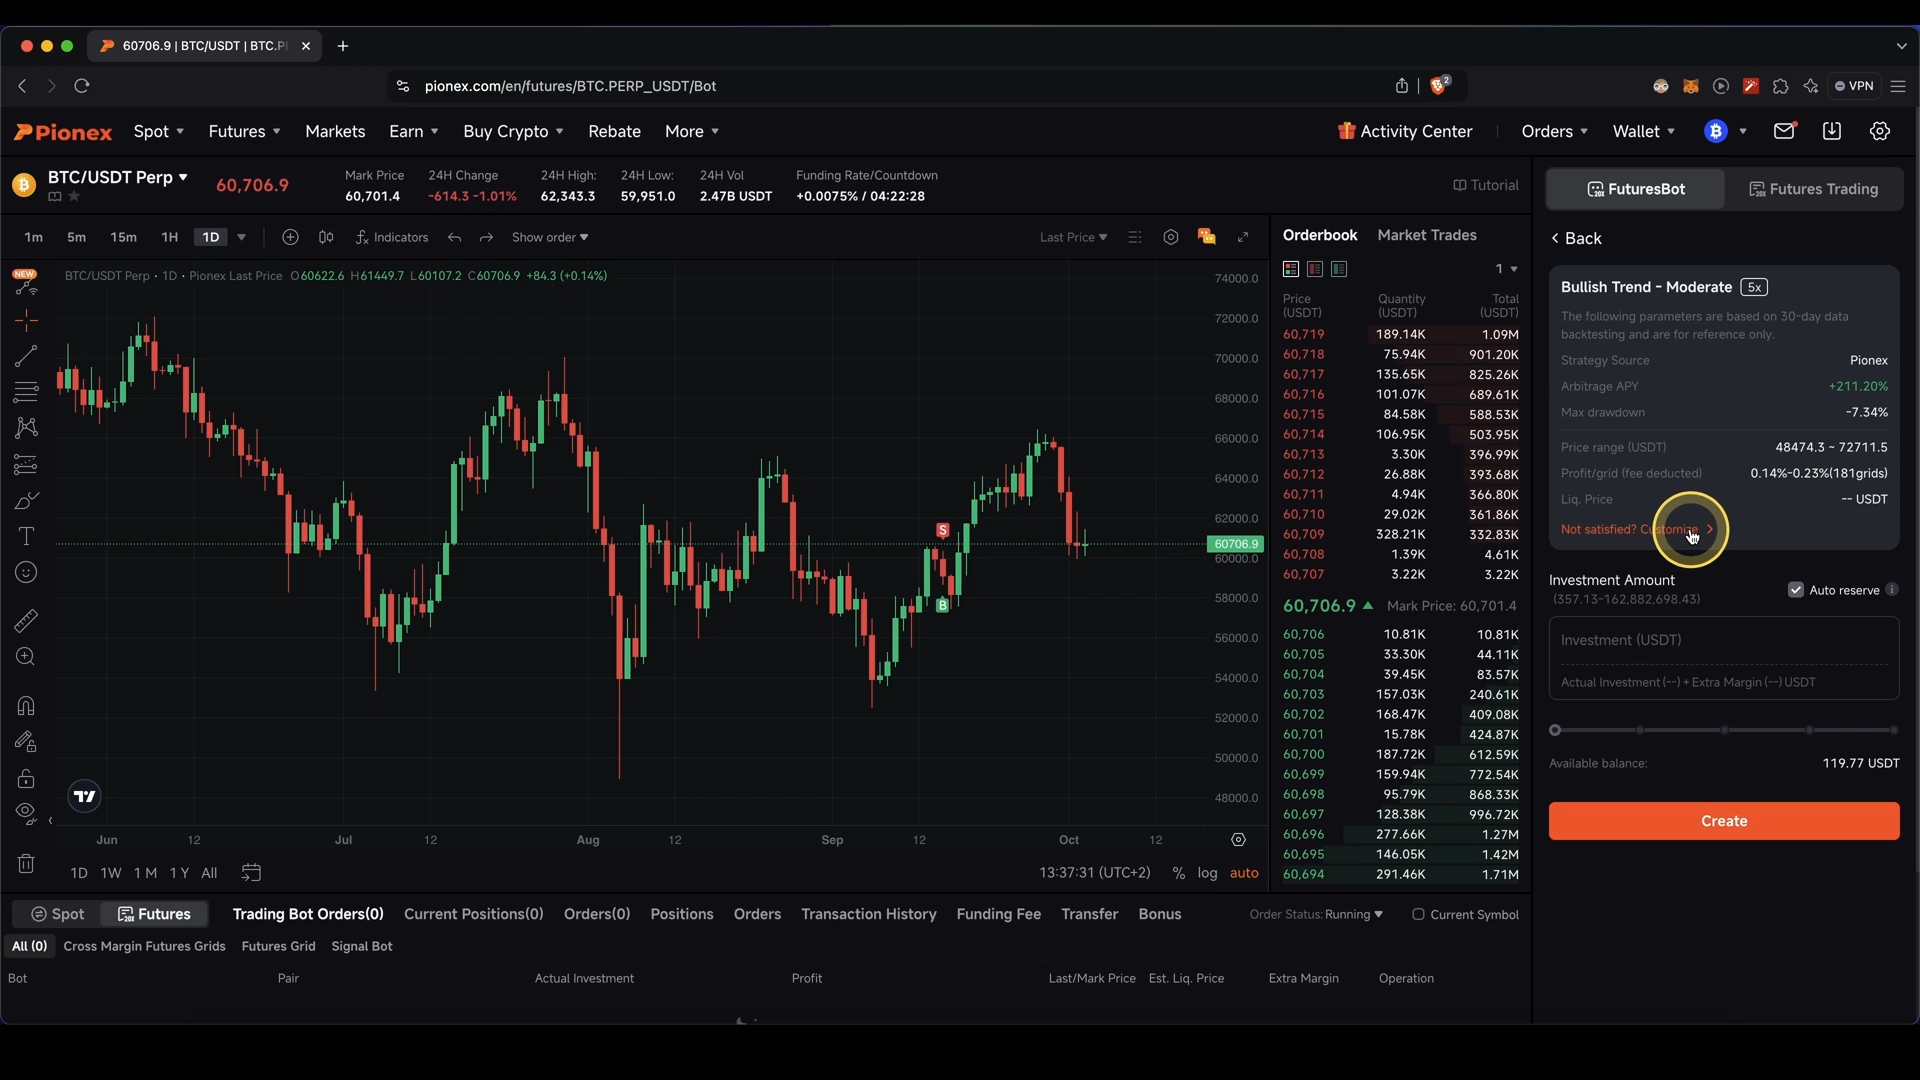 60706.9 | BTC/USDT | BTC.P
pionex.com/en/futures/BTC.PERP_USDT/Bot
2
VPN
Pionex
Spot
Futures
Markets
Earn
Buy Crypto
Rebate
More
Activity Center
Orders
Wallet
BTC/USDT Perp
60,706.9
Mark Price
60,701.4
24H Change
-614.3 -1.01%
24H High:
62,343.3
24H Low:
59,951.0
24H Vol
2.47B USDT
Funding Rate/Countdown
+0.0075% / 04:22:28
Tutorial
FuturesBot
Futures Trading
1m 5m 15m 1H 1D
Indicators
Show order
Last Price
NEW
BTC/USDT Perp · 1D · Pionex Last Price O60622.6 H61449.7 L60107.2 C60706.9 +84.3 (+0.14%)
74000.0
72000.0
70000.0
68000.0
66000.0
64000.0
62000.0
60706.9
60000.0
58000.0
56000.0
54000.0
52000.0
50000.0
48000.0
S
B
Jun 12 Jul 12 Aug 12 Sep 12 Oct 12
1D 1W 1M 1Y All
13:37:31 (UTC+2) % log auto
Orderbook Market Trades
1
Price (USDT) Quantity (USDT) Total (USDT)
60,719 189.14K 1.09M
60,718 75.94K 901.20K
60,717 135.65K 825.26K
60,716 101.07K 689.61K
60,715 84.58K 588.53K
60,714 106.95K 503.95K
60,713 3.30K 396.99K
60,712 26.88K 393.68K
60,711 4.94K 366.80K
60,710 29.02K 361.86K
60,709 328.21K 332.83K
60,708 1.39K 4.61K
60,707 3.22K 3.22K
60,706.9 Mark Price: 60,701.4
60,706 10.81K 10.81K
60,705 33.30K 44.11K
60,704 39.45K 83.57K
60,703 157.03K 240.61K
60,702 168.47K 409.08K
60,701 15.78K 424.87K
60,700 187.72K 612.59K
60,699 159.94K 772.54K
60,698 95.79K 868.33K
60,697 128.38K 996.72K
60,696 277.66K 1.27M
60,695 146.05K 1.42M
60,694 291.46K 1.71M
Back
Bullish Trend - Moderate 5x
The following parameters are based on 30-day data
backtesting and are for reference only.
Strategy Source Pionex
Arbitrage APY +211.20%
Max drawdown -7.34%
Price range (USDT) 48474.3 ~ 72711.5
Profit/grid (fee deducted) 0.14%-0.23%(181grids)
Liq. Price -- USDT
Not satisfied? Customize
Investment Amount
(357.13-162,882,698.43)
Auto reserve
Investment (USDT)
Actual Investment (--) + Extra Margin (--) USDT
Available balance: 119.77 USDT
Create
Spot
Futures
Trading Bot Orders(0)
Current Positions(0)
Orders(0)
Positions
Orders
Transaction History
Funding Fee
Transfer
Bonus
Order Status: Running
Current Symbol
All (0)
Cross Margin Futures Grids
Futures Grid
Signal Bot
Bot
Pair
Actual Investment
Profit
Last/Mark Price
Est. Liq. Price
Extra Margin
Operation